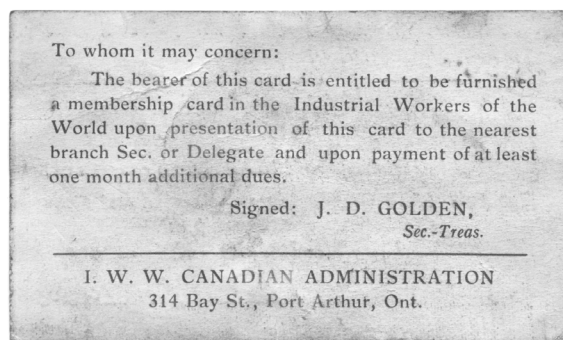 To whom it may concern:
The bearer of this card is entitled to be furnished
a membership card in the Industrial Workers of the
World upon presentation of this card to the nearest
branch Sec. or Delegate and upon payment of at least
one month additional dues.
Signed: J. D. GOLDEN,
Sec.-Treas.
I. W. W. CANADIAN ADMINISTRATION
314 Bay St., Port Arthur, Ont.